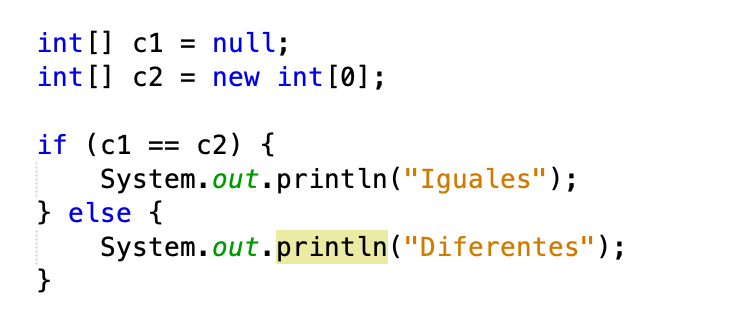 int[] c1 = null;
int[] c2 = new int[0];

if (c1 == c2) {
    System.out.println("Iguales");
} else {
    System.out.println("Diferentes");
}